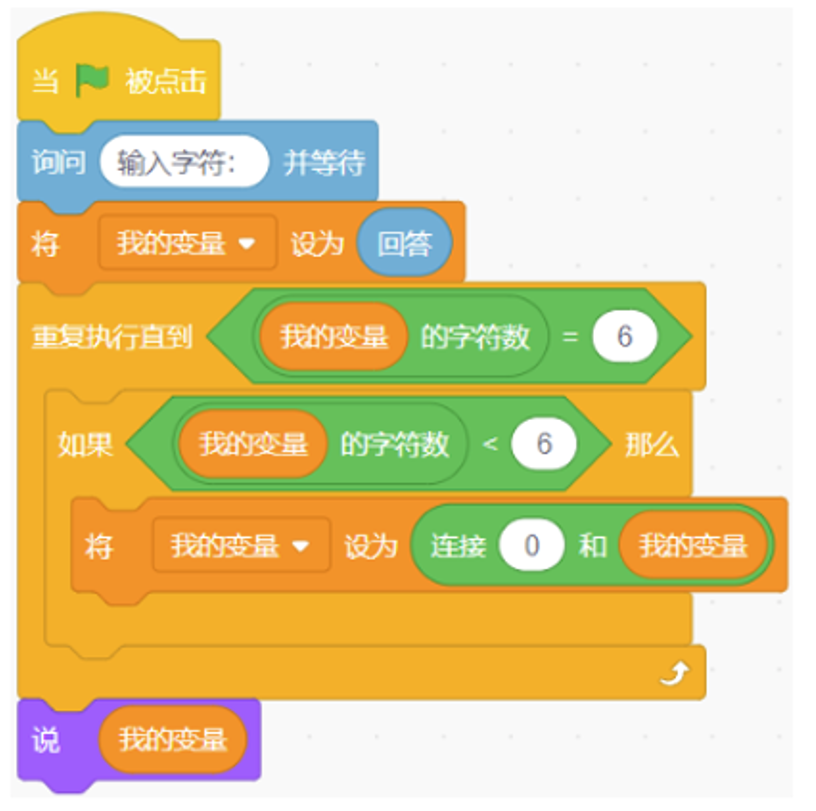 当 被点击
询问 输入字符： 并等待
将 我的变量 设为 回答
重复执行直到 我的变量 的字符数 = 6
如果 我的变量 的字符数 < 6 那么
将 我的变量 设为 连接 0 和 我的变量
说 我的变量